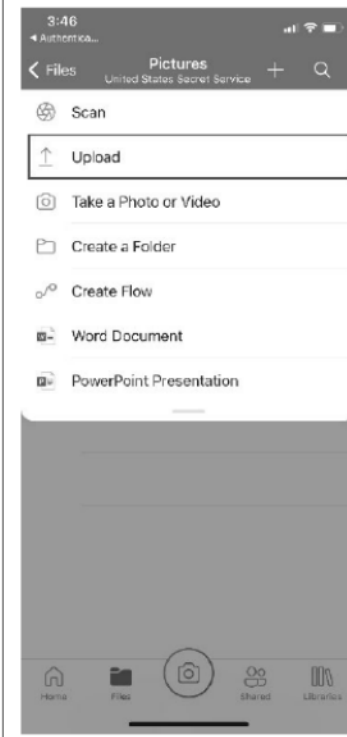 3:46
◀ Authentica...
Files
Pictures
United States Secret Service
Scan
Upload
Take a Photo or Video
Create a Folder
Create Flow
Word Document
PowerPoint Presentation
Home Files Shared Libraries